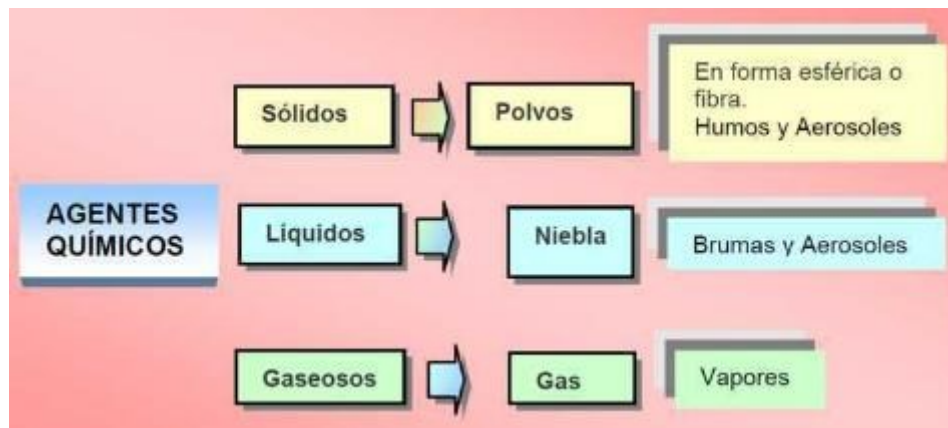 AGENTES
QUÍMICOS
Sólidos
Polvos
En forma esférica o
fibra.
Humos y Aerosoles
Líquidos
Niebla
Brumas y Aerosoles
Gaseosos
Gas
Vapores